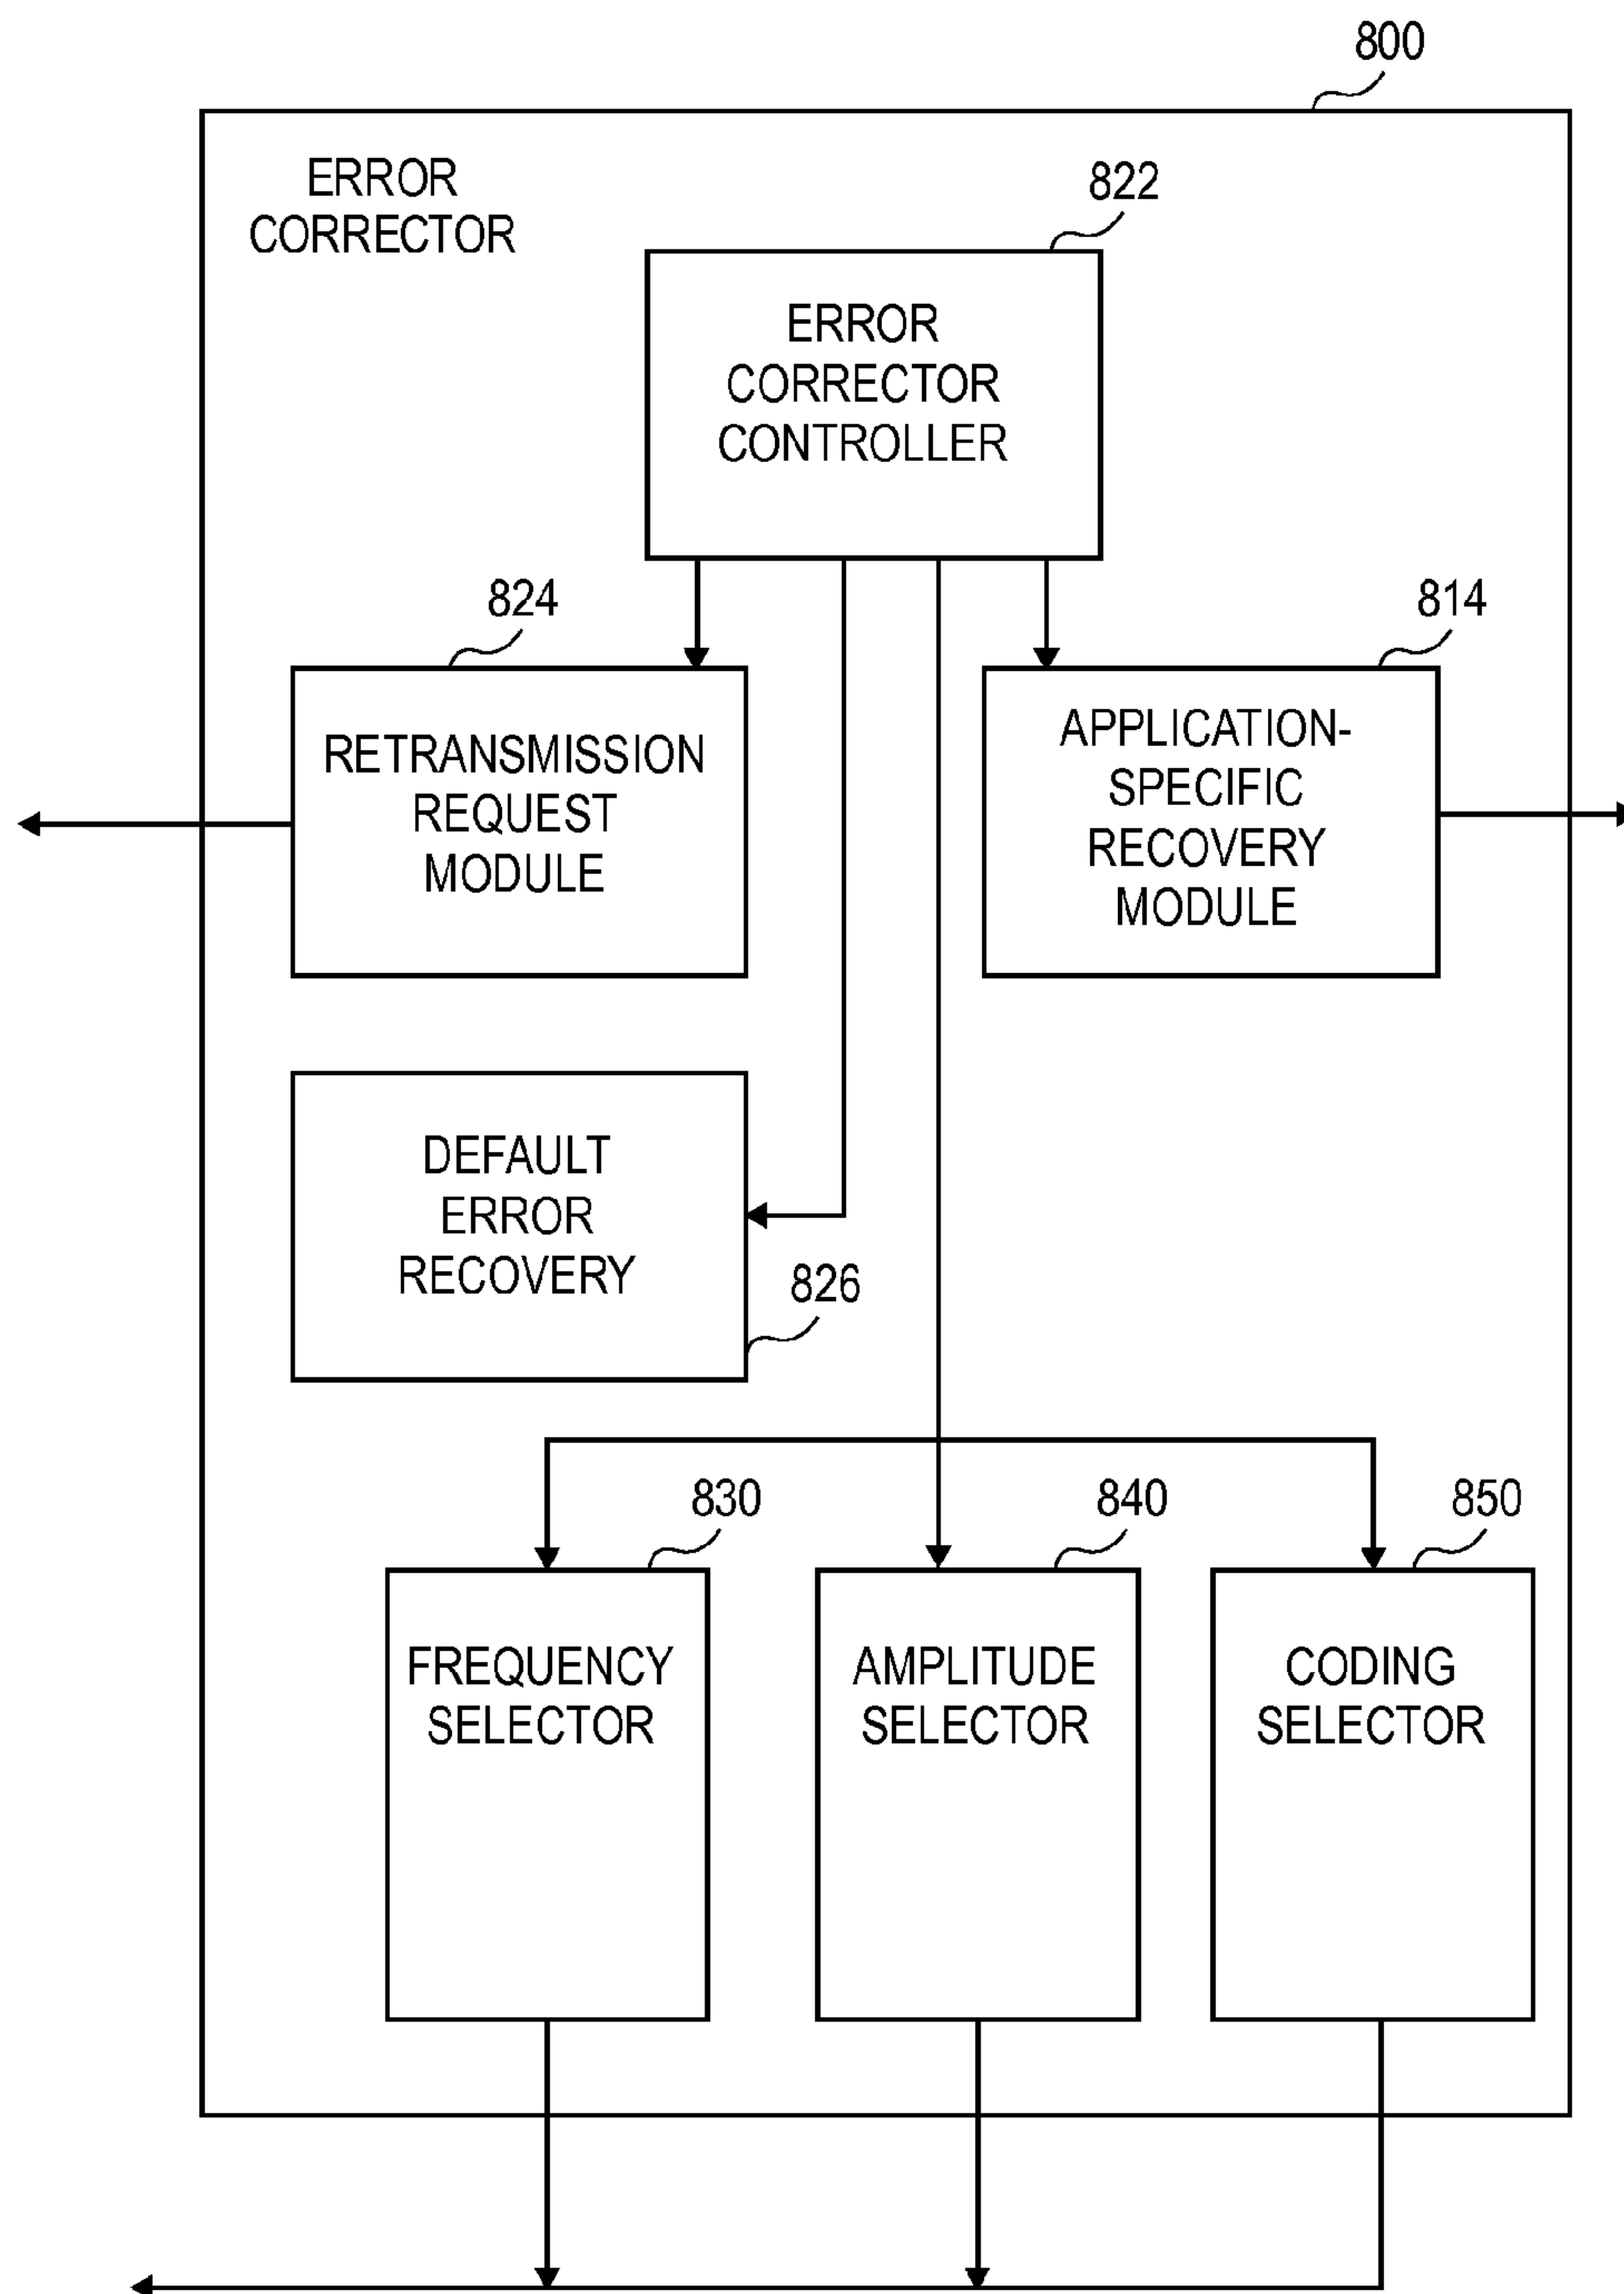 800
ERROR
CORRECTOR
822
ERROR
CORRECTOR
CONTROLLER
824
RETRANSMISSION
REQUEST
MODULE
814
APPLICATION-
SPECIFIC
RECOVERY
MODULE
DEFAULT
ERROR
RECOVERY
826
830
FREQUENCY
SELECTOR
840
AMPLITUDE
SELECTOR
850
CODING
SELECTOR